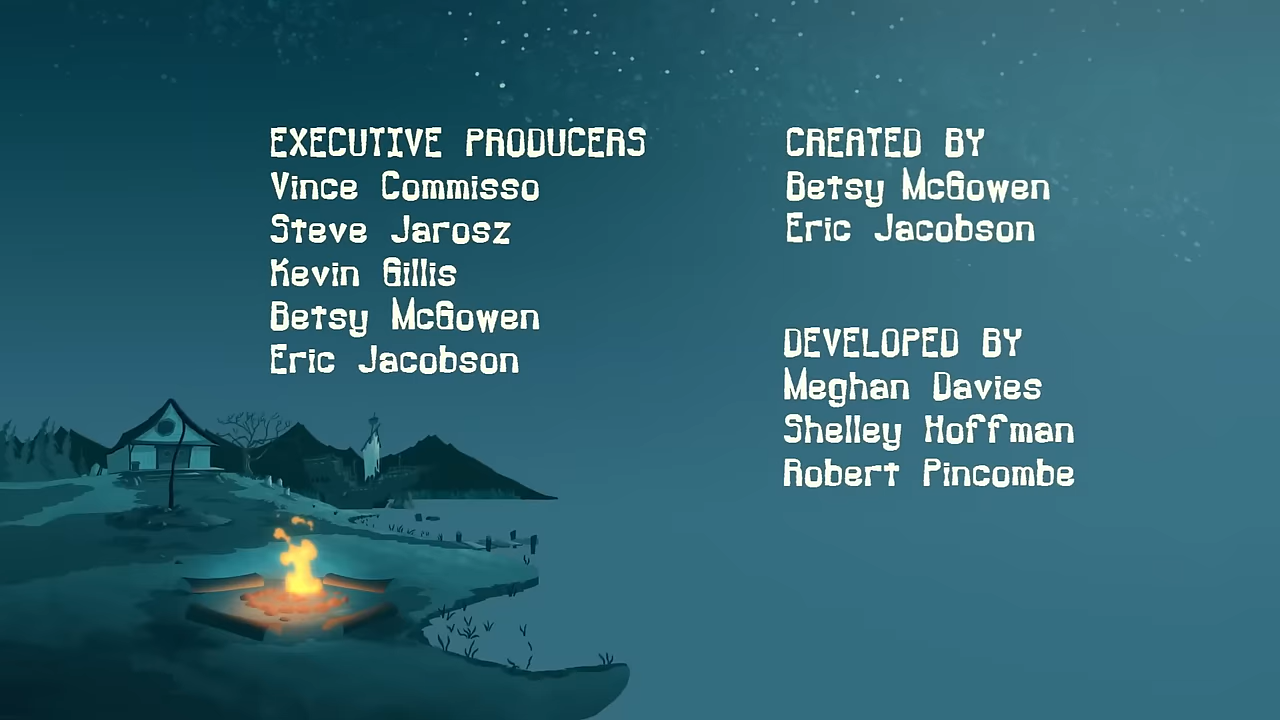 EXECUTIVE PRODUCERS
Vince Commisso
Steve Jarosz
Kevin Gillis
Betsy McGowen
Eric Jacobson
CREATED BY
Betsy McGowen
Eric Jacobson
DEVELOPED BY
Meghan Davies
Shelley Hoffman
Robert Pincombe